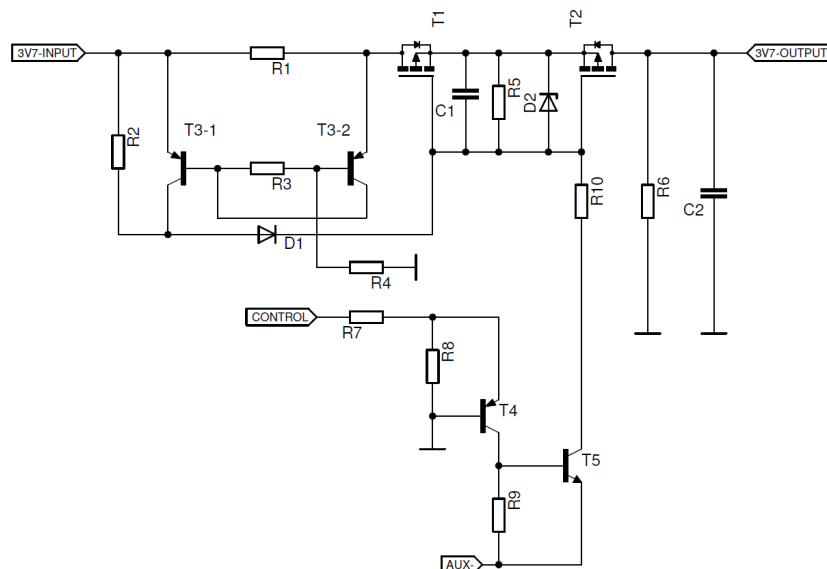 T1
T2
3V7-INPUT
3V7-OUTPUT
R1
R5
D2
C1
R2
T3-1
T3-2
R3
R10
R6
C2
D1
R4
CONTROL
R7
R8
T4
T5
R9
AUX-